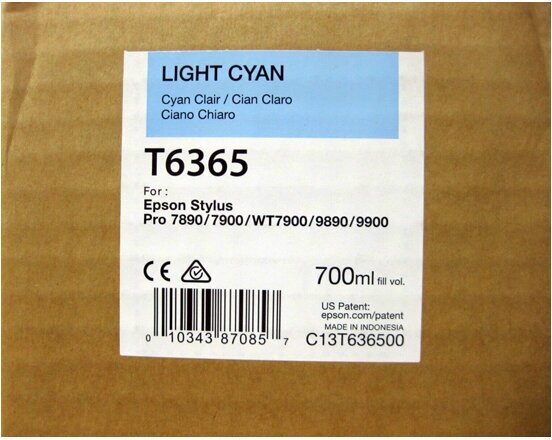 LIGHT CYAN
Cyan Clair / Cian Claro
Ciano Chiaro
T6365
For :
Epson Stylus
Pro 7890/7900/WT7900/9890/9900
CE
700ml fill vol.
US Patent:
epson.com/patent
MADE IN INDONESIA
0 10343 87085 7
C13T636500